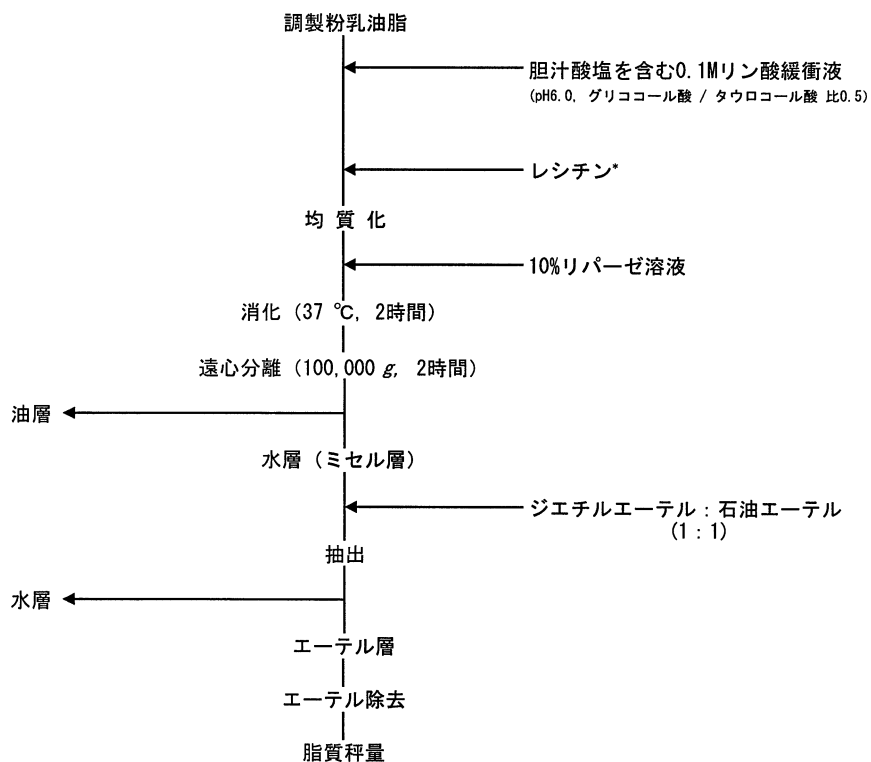 調製粉乳油脂
胆汁酸塩を含む0.1Mリン酸緩衝液
(pH6.0, グリココール酸 / タウロコール酸 比0.5)
レシチン*
均 質 化
10%リパーゼ溶液
消化 (37 ℃, 2時間)
遠心分離 (100,000 g, 2時間)
油層
水層 (ミセル層)
ジエチルエーテル : 石油エーテル
(1 : 1)
抽出
水層
エーテル層
エーテル除去
脂質秤量